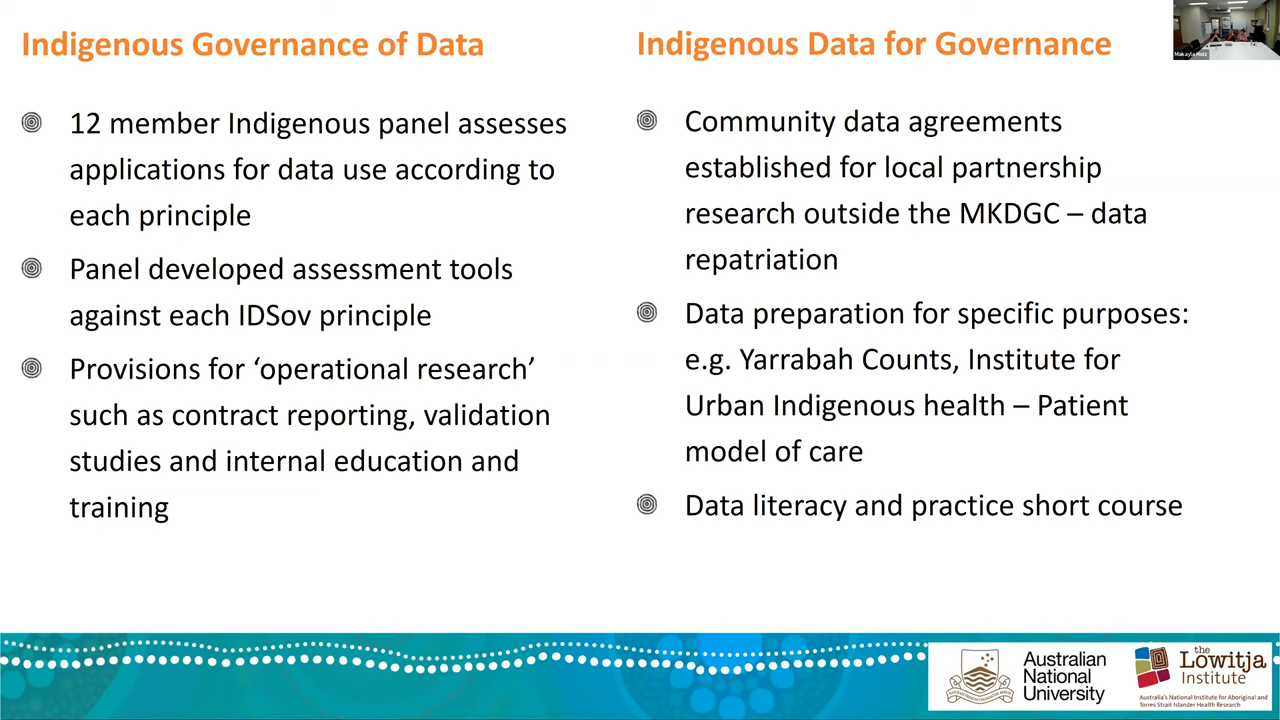 Indigenous Governance of Data
12 member Indigenous panel assesses
applications for data use according to
each principle
Panel developed assessment tools
against each IDSov principle
Provisions for ‘operational research’
such as contract reporting, validation
studies and internal education and
training
Indigenous Data for Governance
Community data agreements
established for local partnership
research outside the MKDGC – data
repatriation
Data preparation for specific purposes:
e.g. Yarrabah Counts, Institute for
Urban Indigenous health – Patient
model of care
Data literacy and practice short course
Makayla Holz
Australian
National
University
the
Lowitja
Institute
Australia's National Institute for Aboriginal and
Torres Strait Islander Health Research